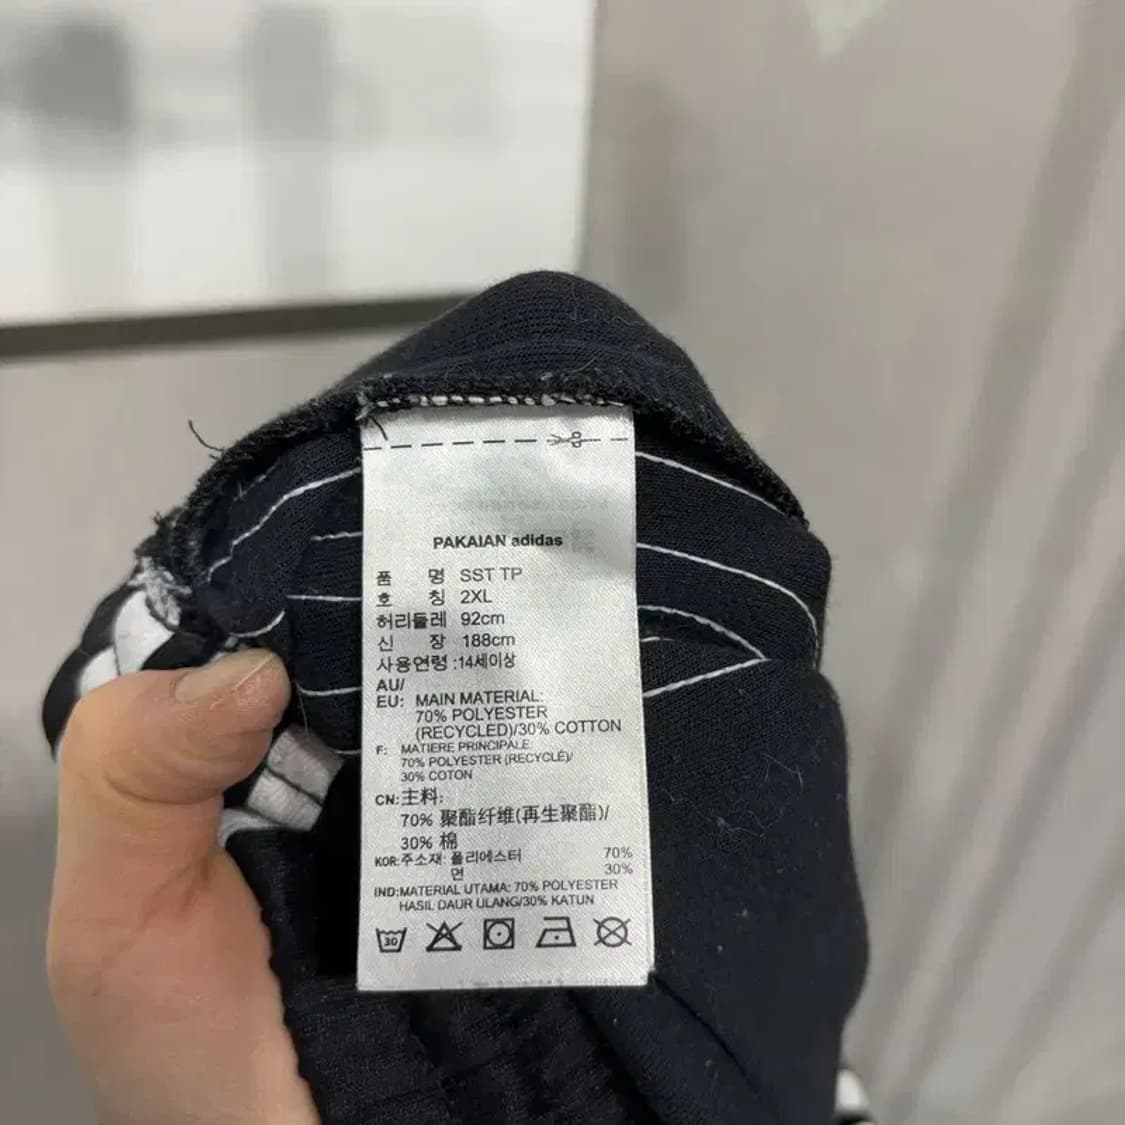 PAKAIAN adidas
品 명 SST TP
호 칭 2XL
허리둘레 92cm
신 장 188cm
사용연령 :14세이상
AU/
EU: MAIN MATERIAL:
70% POLYESTER
(RECYCLED)/30% COTTON
F: MATIERE PRINCIPALE:
70% POLYESTER (RECYCLÉ)/
30% COTON
CN:主料:
70% 聚酯纤维(再生聚酯)/
30% 棉
KOR:주소재: 폴리에스터 70%
면 30%
IND:MATERIAL UTAMA: 70% POLYESTER
HASIL DAUR ULANG/30% KATUN
30